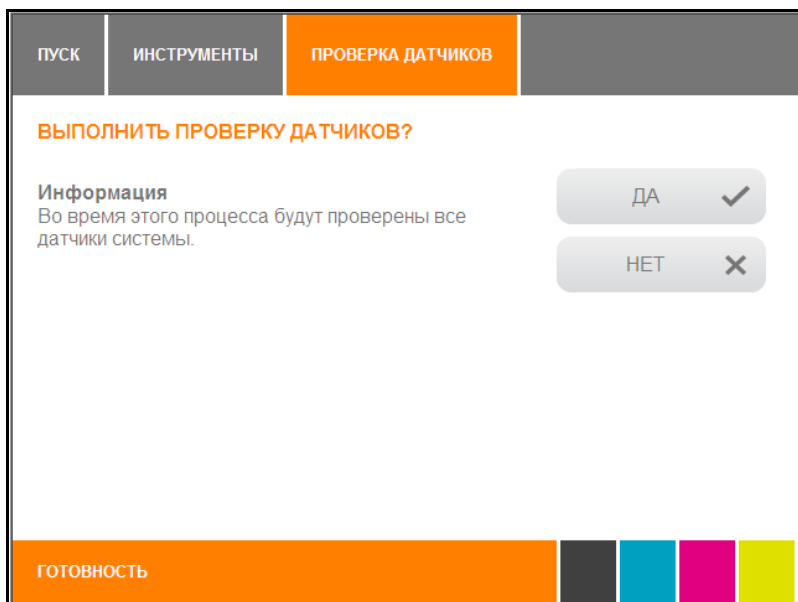 ПУСК
ИНСТРУМЕНТЫ
ПРОВЕРКА ДАТЧИКОВ
ВЫПОЛНИТЬ ПРОВЕРКУ ДАТЧИКОВ?
Информация
Во время этого процесса будут проверены все
датчики системы.
ДА
НЕТ
ГОТОВНОСТЬ